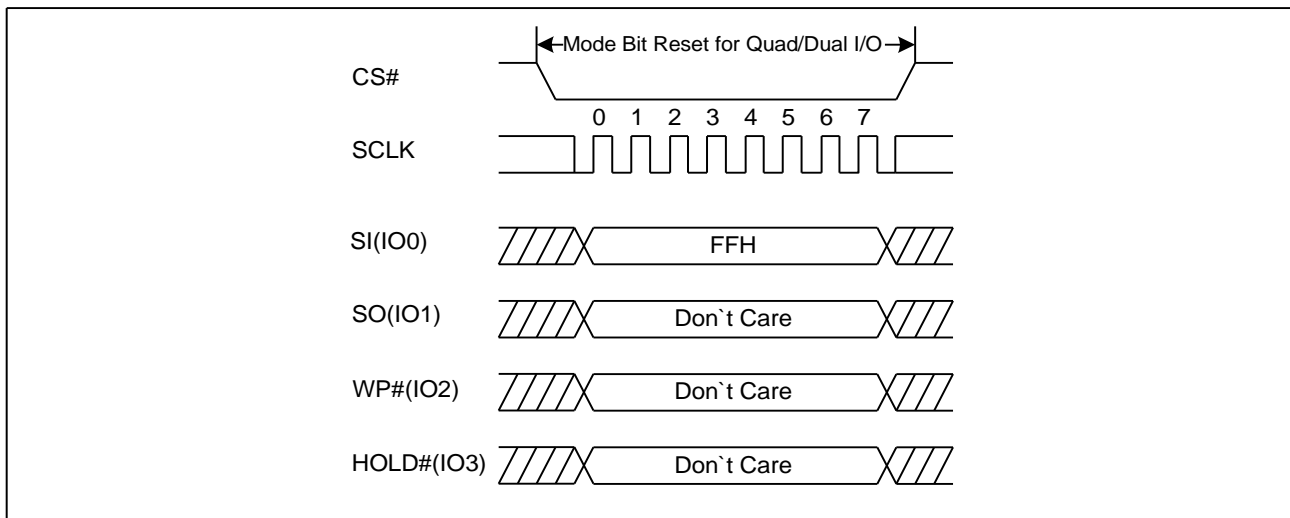 Mode Bit Reset for Quad/Dual I/O
CS#
0 1 2 3 4 5 6 7
SCLK
SI(IO0) FFH
SO(IO1) Don`t Care
WP#(IO2) Don`t Care
HOLD#(IO3) Don`t Care